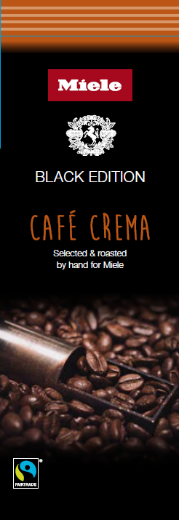 Miele
BLACK EDITION
CAFÉ CREMA
Selected & roasted
by hand for Miele
FAIRTRADE